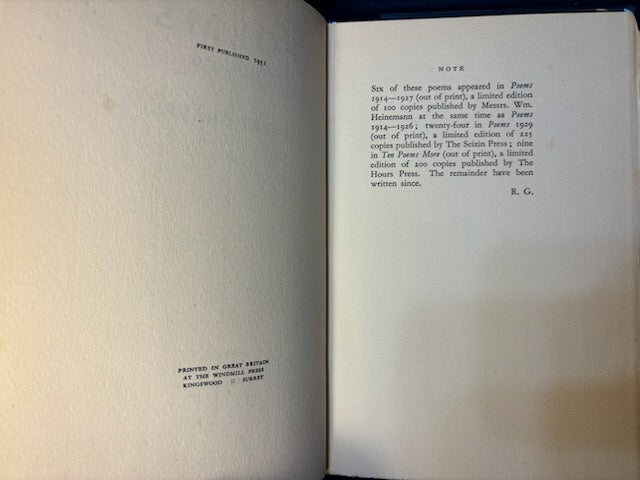 FIRST PUBLISHED 1931
PRINTED IN GREAT BRITAIN
AT THE WINDMILL PRESS
KINGSWOOD :: SURREY
NOTE
Six of these poems appeared in Poems
1914—1927 (out of print), a limited edition
of 100 copies published by Messrs. Wm.
Heinemann at the same time as Poems
1914—1926; twenty-four in Poems 1929
(out of print), a limited edition of 225
copies published by The Seizin Press; nine
in Ten Poems More (out of print), a limited
edition of 200 copies published by The
Hours Press. The remainder have been
written since.
R. G.